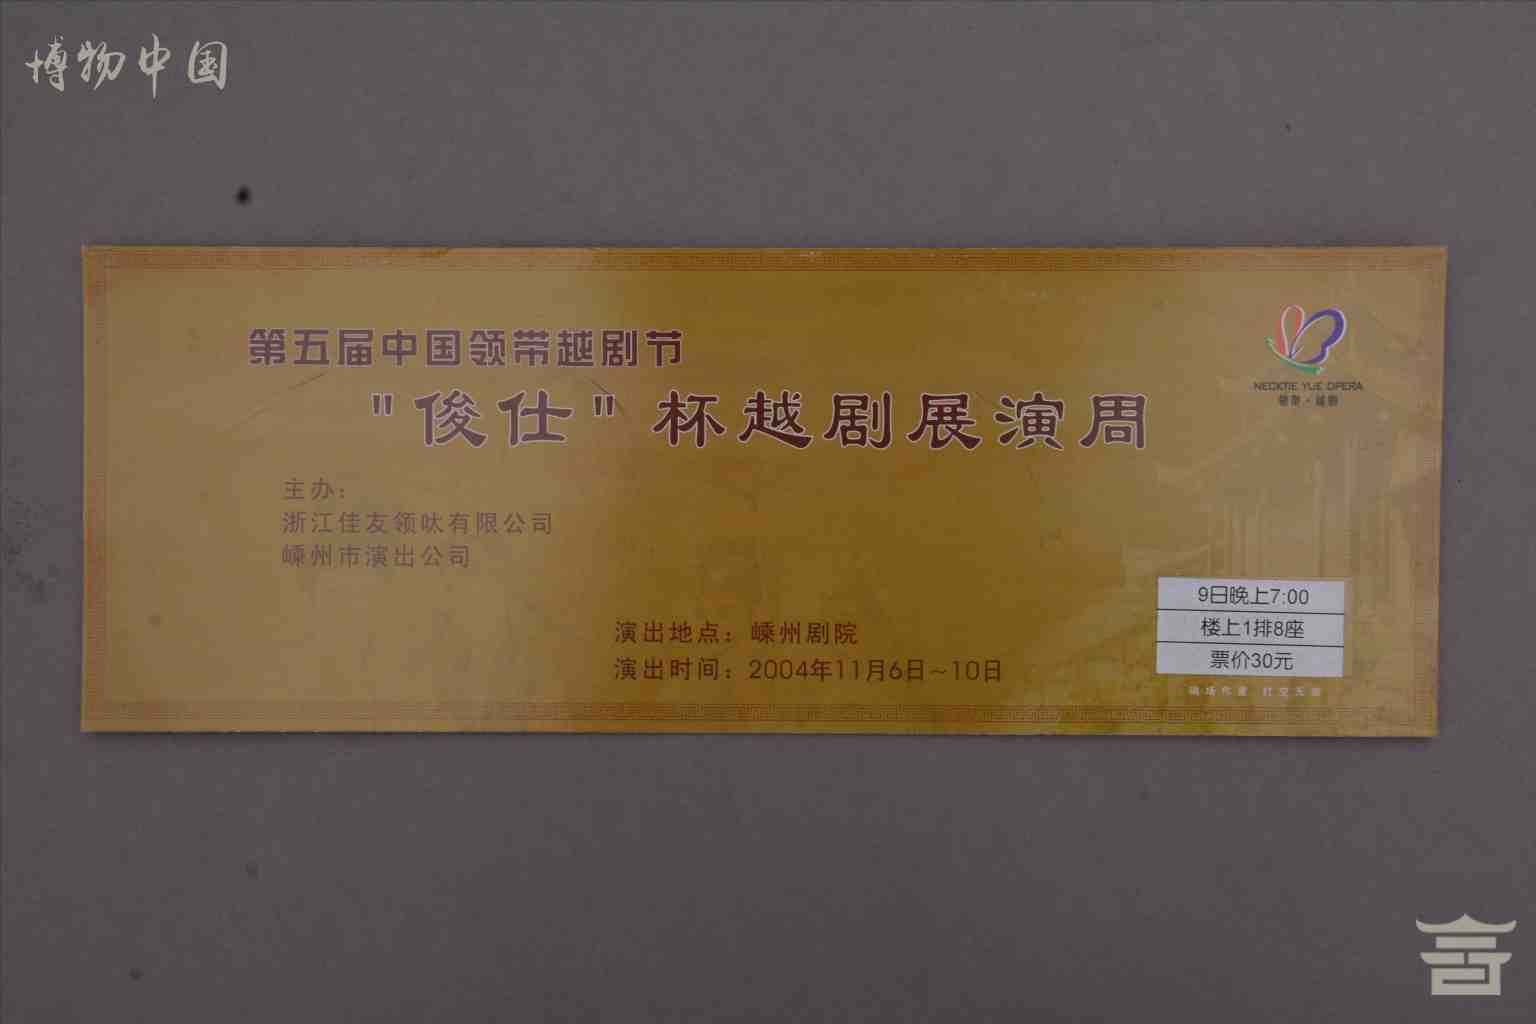 博物中国
第五届中国领带越剧节
"俊仕"杯越剧展演周
NECKTIE YUE OPERA
领带·越剧
主办：
浙江佳友领呔有限公司
嵊州市演出公司
演出地点：嵊州剧院
演出时间：2004年11月6日～10日
9日晚上7:00
楼上1排8座
票价30元